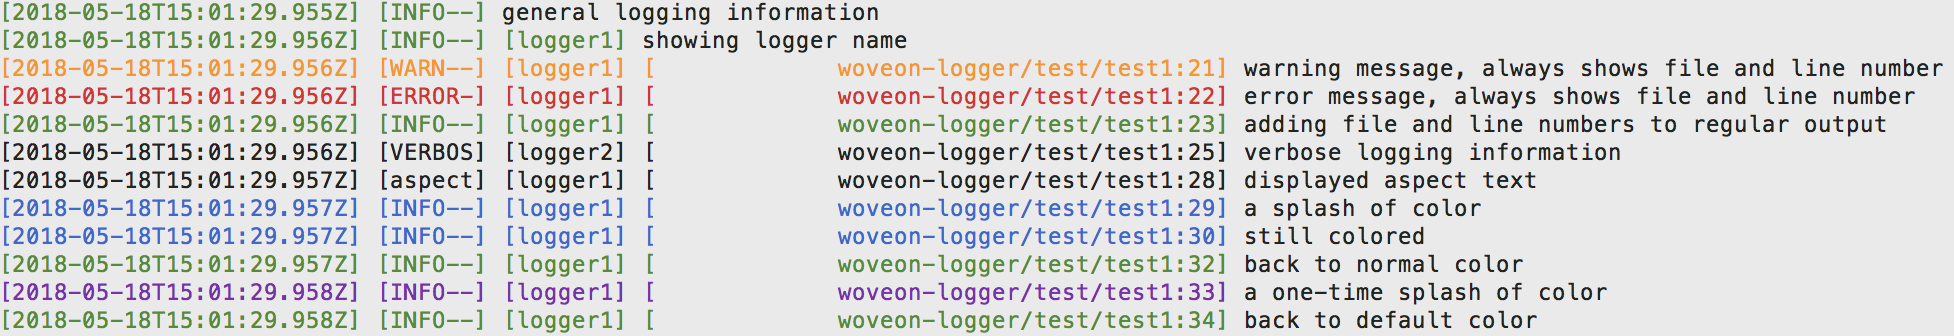 [2018-05-18T15:01:29.955Z] [INFO--] general logging information
[2018-05-18T15:01:29.956Z] [INFO--] [logger1] showing logger name
[2018-05-18T15:01:29.956Z] [WARN--] [logger1] [             woveon-logger/test/test1:21] warning message, always shows file and line number
[2018-05-18T15:01:29.956Z] [ERROR-] [logger1] [             woveon-logger/test/test1:22] error message, always shows file and line number
[2018-05-18T15:01:29.956Z] [INFO--] [logger1] [             woveon-logger/test/test1:23] adding file and line numbers to regular output
[2018-05-18T15:01:29.956Z] [VERBOS] [logger2] [             woveon-logger/test/test1:25] verbose logging information
[2018-05-18T15:01:29.957Z] [aspect] [logger1] [             woveon-logger/test/test1:28] displayed aspect text
[2018-05-18T15:01:29.957Z] [INFO--] [logger1] [             woveon-logger/test/test1:29] a splash of color
[2018-05-18T15:01:29.957Z] [INFO--] [logger1] [             woveon-logger/test/test1:30] still colored
[2018-05-18T15:01:29.957Z] [INFO--] [logger1] [             woveon-logger/test/test1:32] back to normal color
[2018-05-18T15:01:29.958Z] [INFO--] [logger1] [             woveon-logger/test/test1:33] a one-time splash of color
[2018-05-18T15:01:29.958Z] [INFO--] [logger1] [             woveon-logger/test/test1:34] back to default color